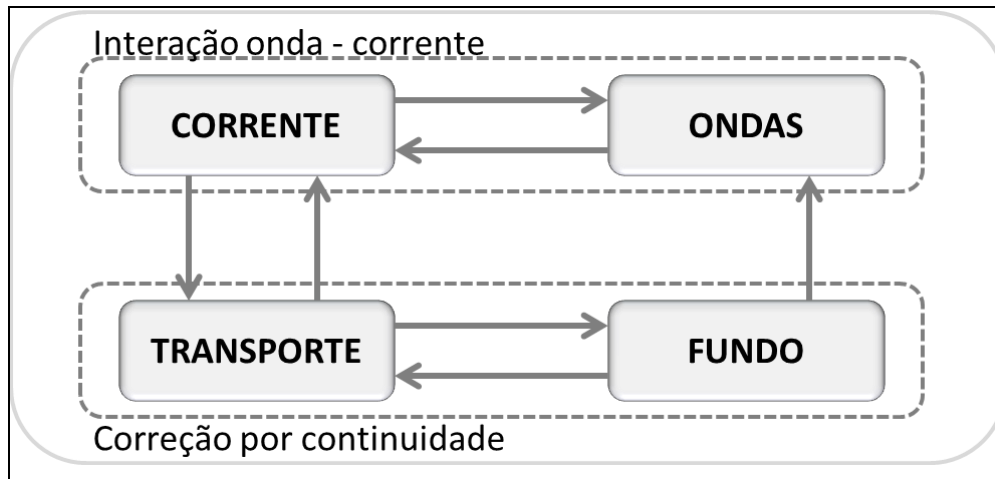 Interação onda - corrente
CORRENTE
ONDAS
TRANSPORTE
FUNDO
Correção por continuidade